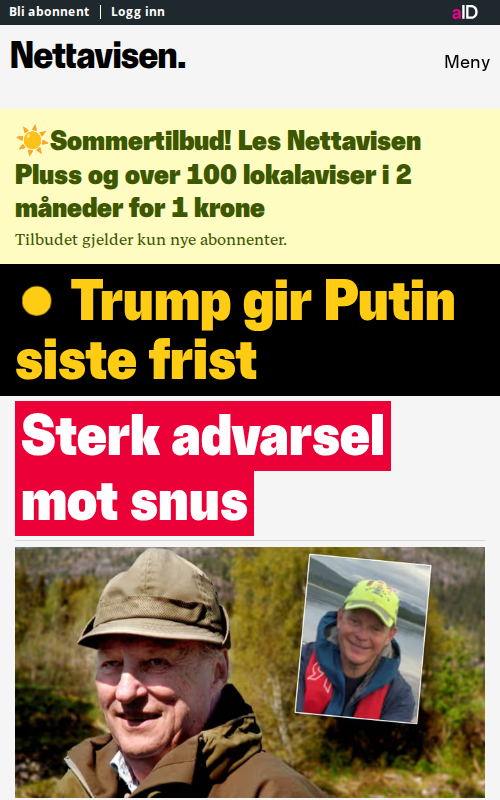 Bli abonnent | Logg inn
aID
Nettavisen.
Meny
☀️Sommertilbud! Les Nettavisen
Pluss og over 100 lokalaviser i 2
måneder for 1 krone
Tilbudet gjelder kun nye abonnenter.
Trump gir Putin
siste frist
Sterk advarsel
mot snus